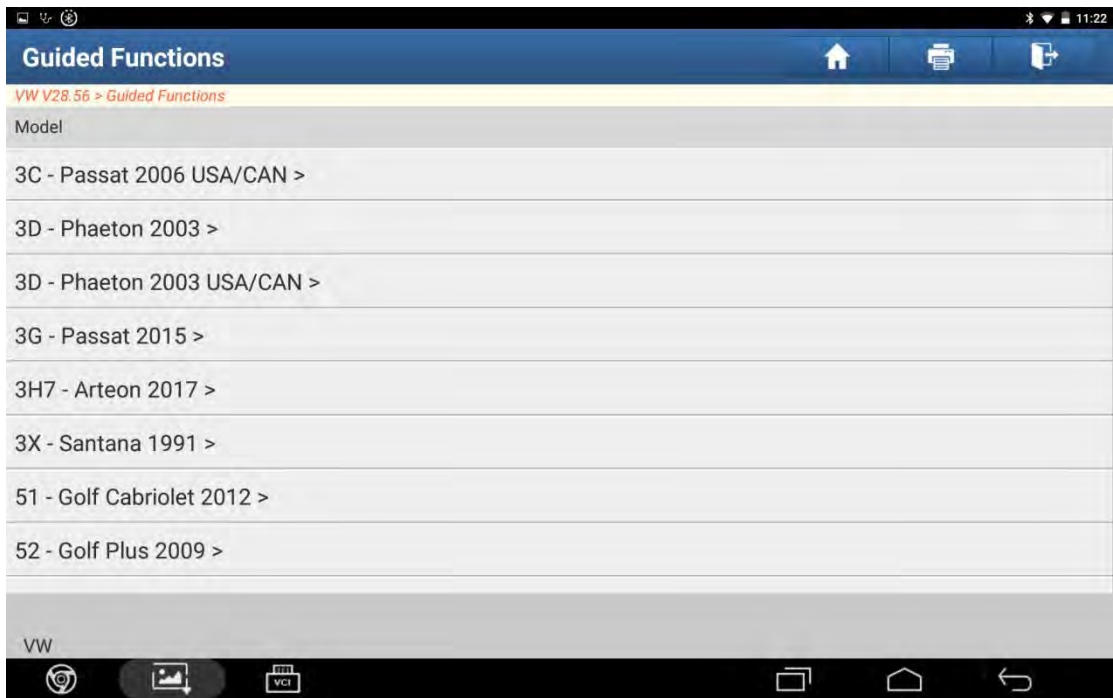 11:22
Guided Functions
VW V28.56 > Guided Functions
Model
3C - Passat 2006 USA/CAN >
3D - Phaeton 2003 >
3D - Phaeton 2003 USA/CAN >
3G - Passat 2015 >
3H7 - Arteon 2017 >
3X - Santana 1991 >
51 - Golf Cabriolet 2012 >
52 - Golf Plus 2009 >
VW
VCI